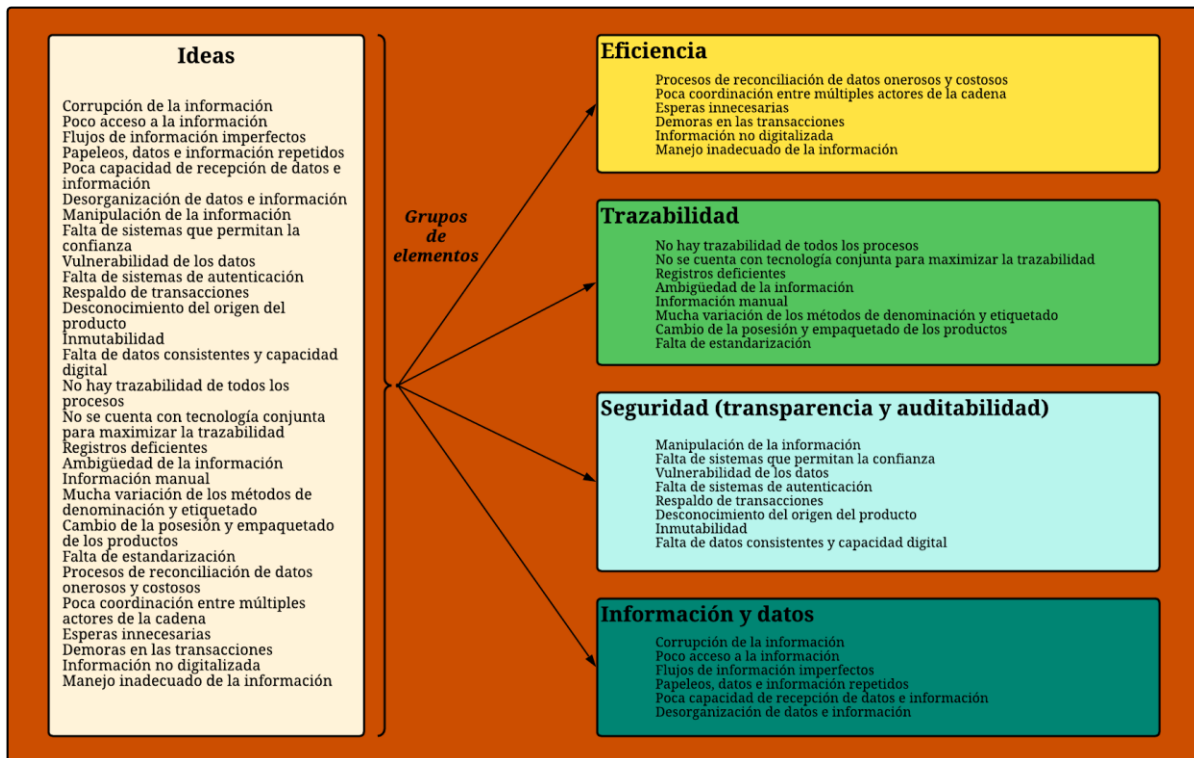 Ideas
Corrupción de la información
Poco acceso a la información
Flujos de información imperfectos
Papeleos, datos e información repetidos
Poca capacidad de recepción de datos e
información
Desorganización de datos e información
Manipulación de la información
Falta de sistemas que permitan la
confianza
Vulnerabilidad de los datos
Falta de sistemas de autenticación
Respaldo de transacciones
Desconocimiento del origen del
producto
Inmutabilidad
Falta de datos consistentes y capacidad
digital
No hay trazabilidad de todos los
procesos
No se cuenta con tecnología conjunta
para maximizar la trazabilidad
Registros deficientes
Ambigüedad de la información
Información manual
Mucha variación de los métodos de
denominación y etiquetado
Cambio de la posesión y empaquetado
de los productos
Falta de estandarización
Procesos de reconciliación de datos
onerosos y costosos
Poca coordinación entre múltiples
actores de la cadena
Esperas innecesarias
Demoras en las transacciones
Información no digitalizada
Manejo inadecuado de la información
Grupos
de
elementos
Eficiencia
Procesos de reconciliación de datos onerosos y costosos
Poca coordinación entre múltiples actores de la cadena
Esperas innecesarias
Demoras en las transacciones
Información no digitalizada
Manejo inadecuado de la información
Trazabilidad
No hay trazabilidad de todos los procesos
No se cuenta con tecnología conjunta para maximizar la trazabilidad
Registros deficientes
Ambigüedad de la información
Información manual
Mucha variación de los métodos de denominación y etiquetado
Cambio de la posesión y empaquetado de los productos
Falta de estandarización
Seguridad (transparencia y auditabilidad)
Manipulación de la información
Falta de sistemas que permitan la confianza
Vulnerabilidad de los datos
Falta de sistemas de autenticación
Respaldo de transacciones
Desconocimiento del origen del producto
Inmutabilidad
Falta de datos consistentes y capacidad digital
Información y datos
Corrupción de la información
Poco acceso a la información
Flujos de información imperfectos
Papeleos, datos e información repetidos
Poca capacidad de recepción de datos e información
Desorganización de datos e información